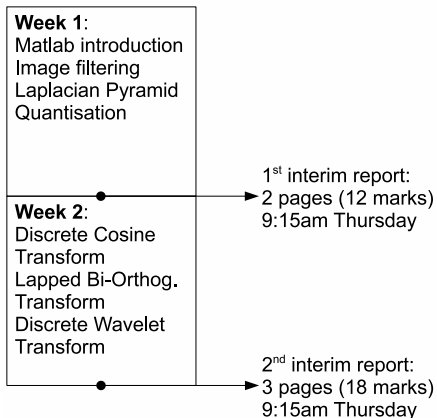 Week 1:
Matlab introduction
Image filtering
Laplacian Pyramid
Quantisation
1st interim report:
2 pages (12 marks)
9:15am Thursday
Week 2:
Discrete Cosine
Transform
Lapped Bi-Orthog.
Transform
Discrete Wavelet
Transform
2nd interim report:
3 pages (18 marks)
9:15am Thursday